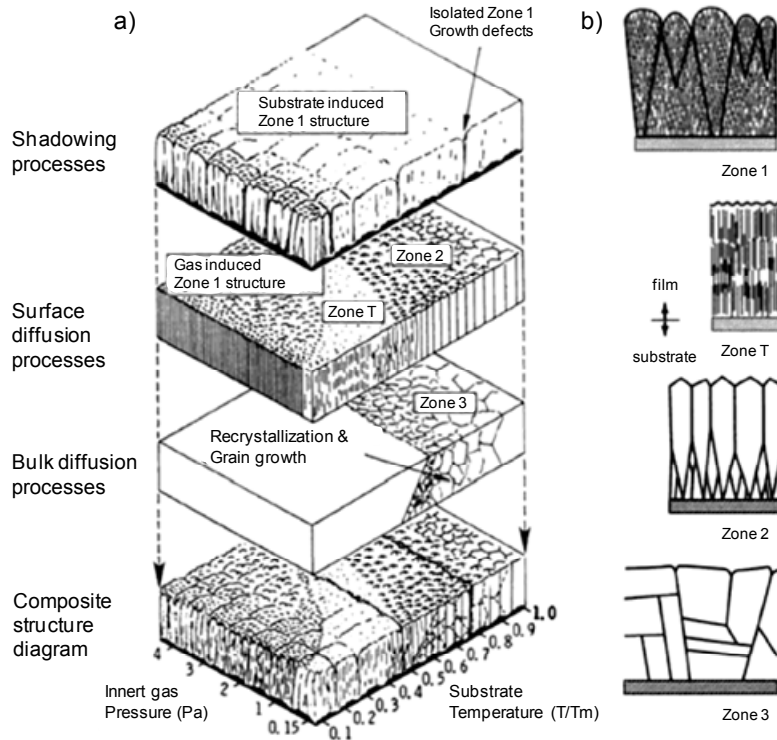 a)
Isolated Zone 1
Growth defects
Substrate induced
Zone 1 structure
Shadowing
processes
Gas induced
Zone 1 structure
Zone 2
Zone T
Surface
diffusion
processes
Zone 3
Recrystallization &
Grain growth
Bulk diffusion
processes
Composite
structure
diagram
4
3
2
1
0.15
Innert gas
Pressure (Pa)
0.1
0.2
0.3
0.4
0.5
0.6
0.7
0.8
0.9
1.0
Substrate
Temperature (T/Tm)
b)
Zone 1
film
substrate
Zone T
Zone 2
Zone 3